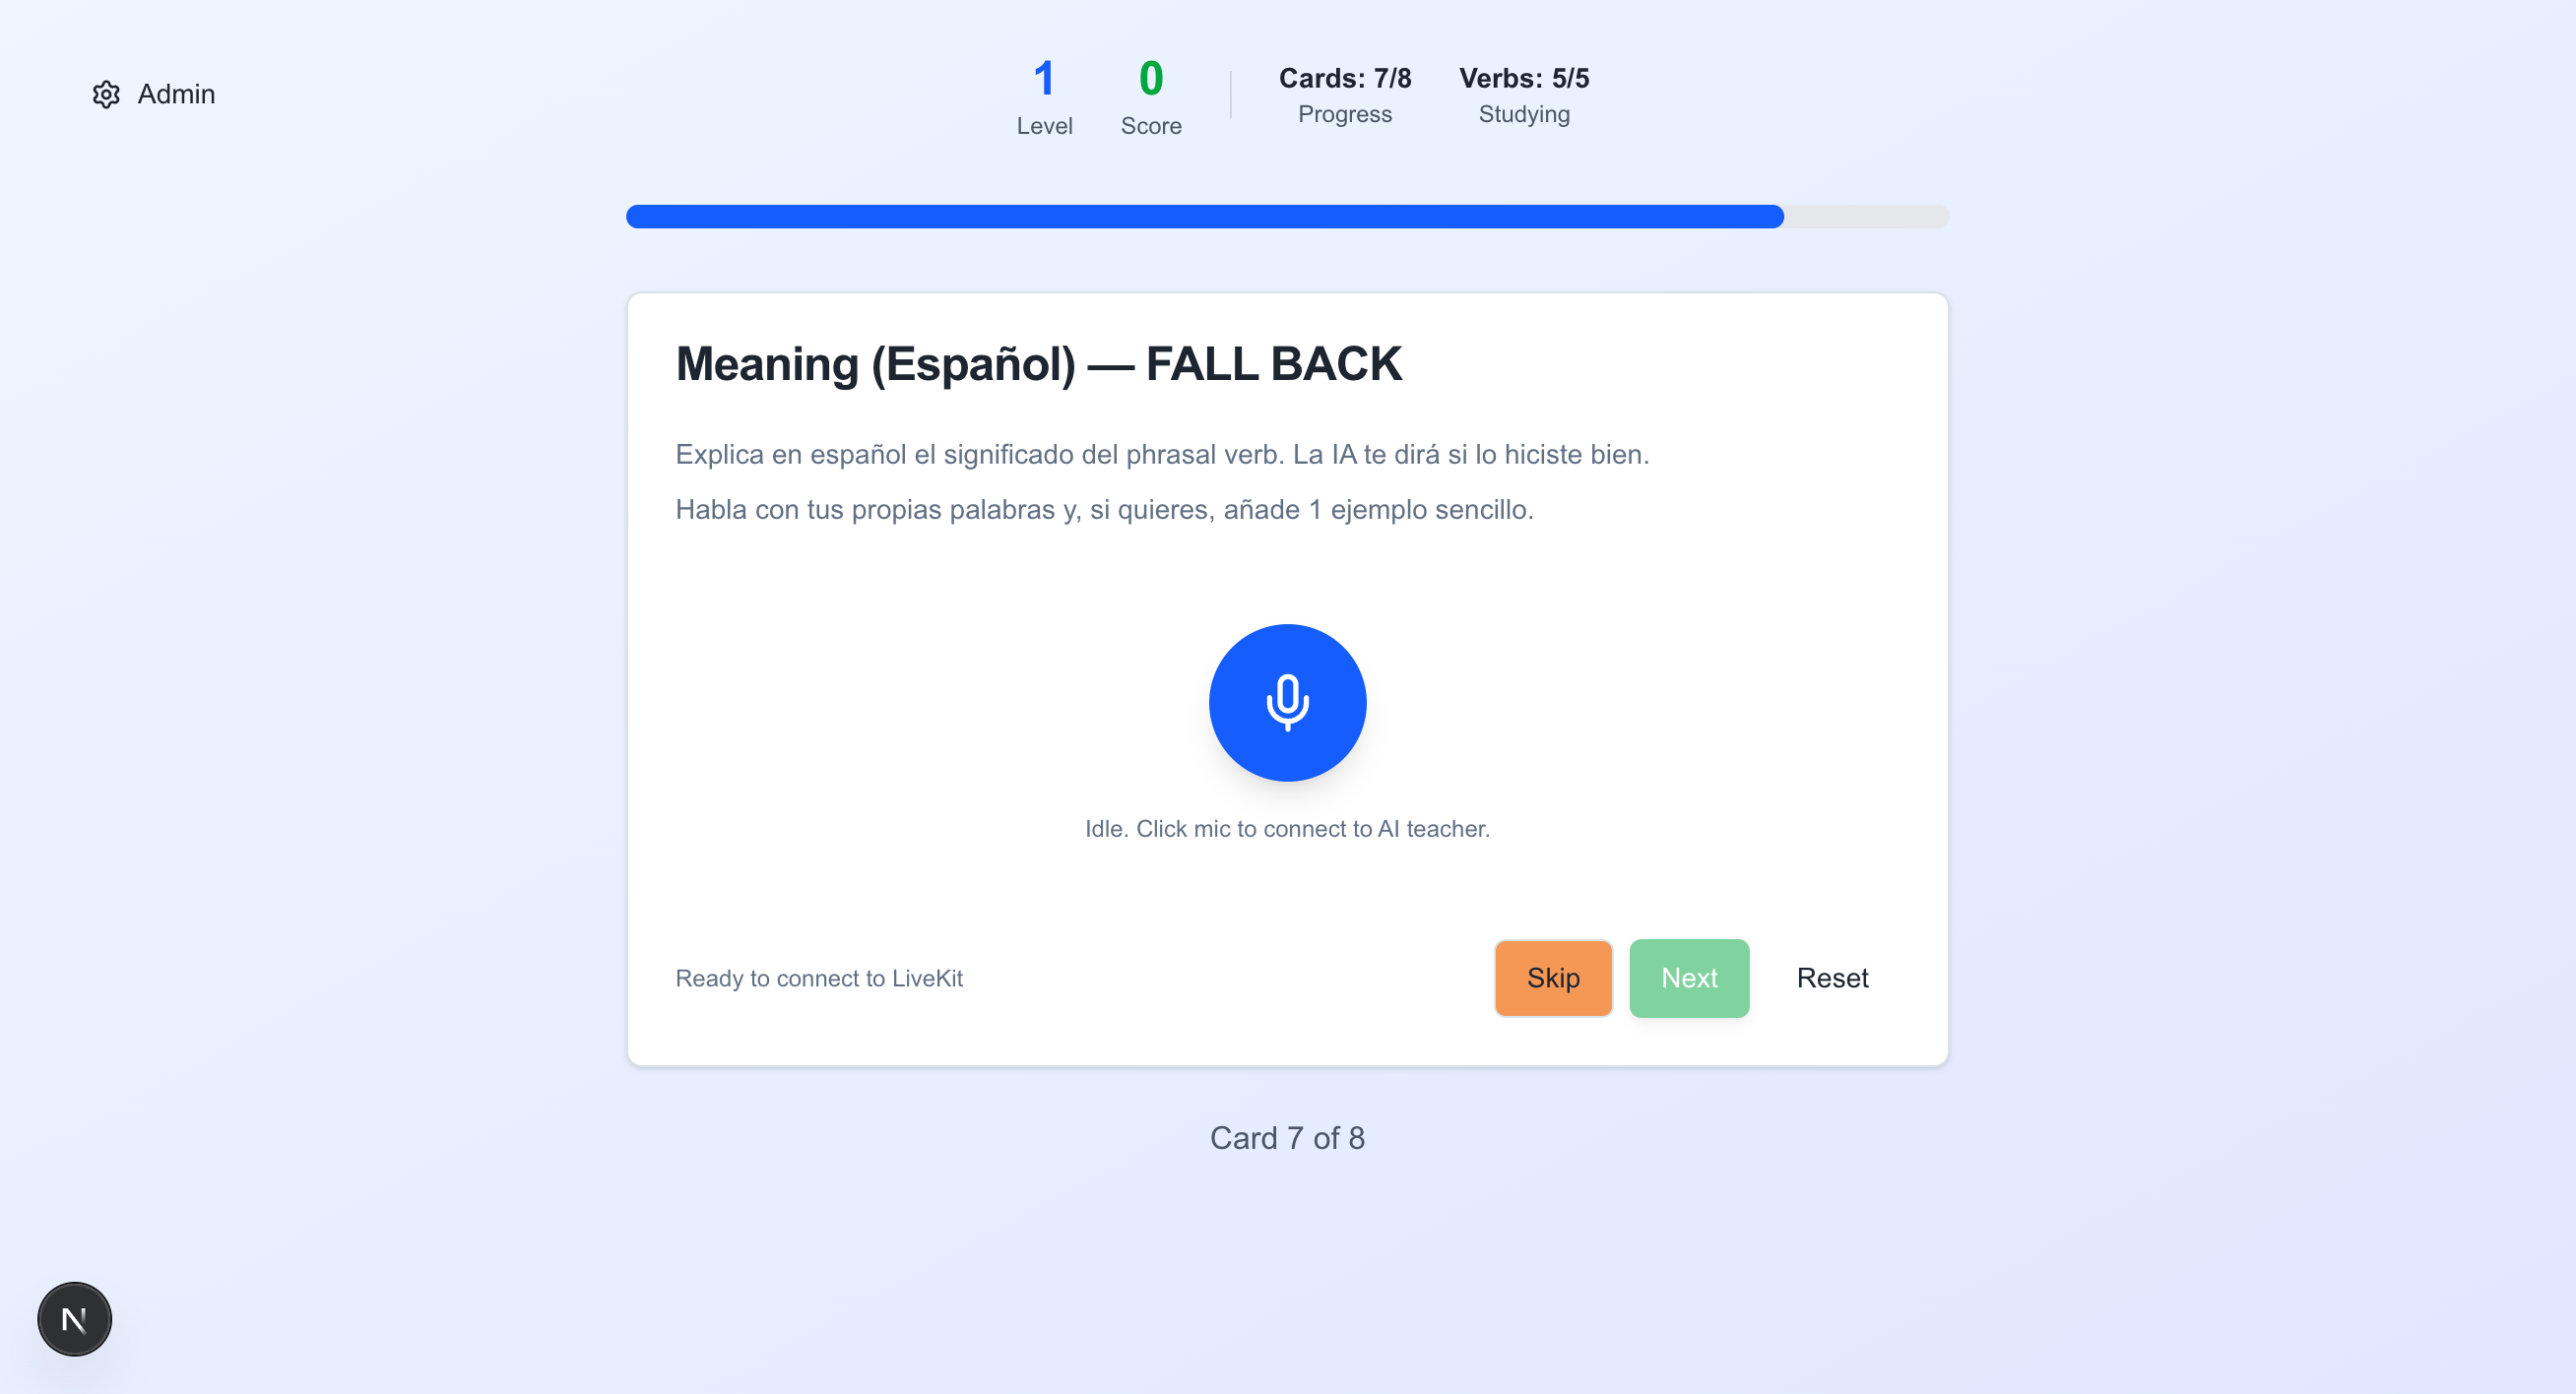 Admin
1
Level
0
Score
Cards: 7/8
Progress
Verbs: 5/5
Studying
Meaning (Español) — FALL BACK
Explica en español el significado del phrasal verb. La IA te dirá si lo hiciste bien.
Habla con tus propias palabras y, si quieres, añade 1 ejemplo sencillo.
Idle. Click mic to connect to AI teacher.
Ready to connect to LiveKit
Skip
Next
Reset
Card 7 of 8
N